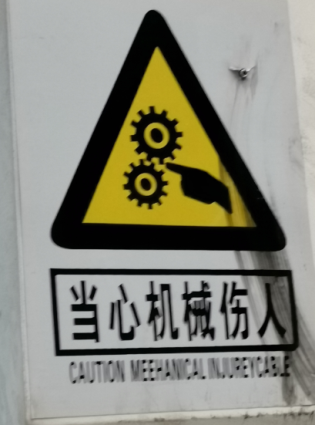 当心机械伤人
CAUTION MEEHANICAL INJUREYCABLE